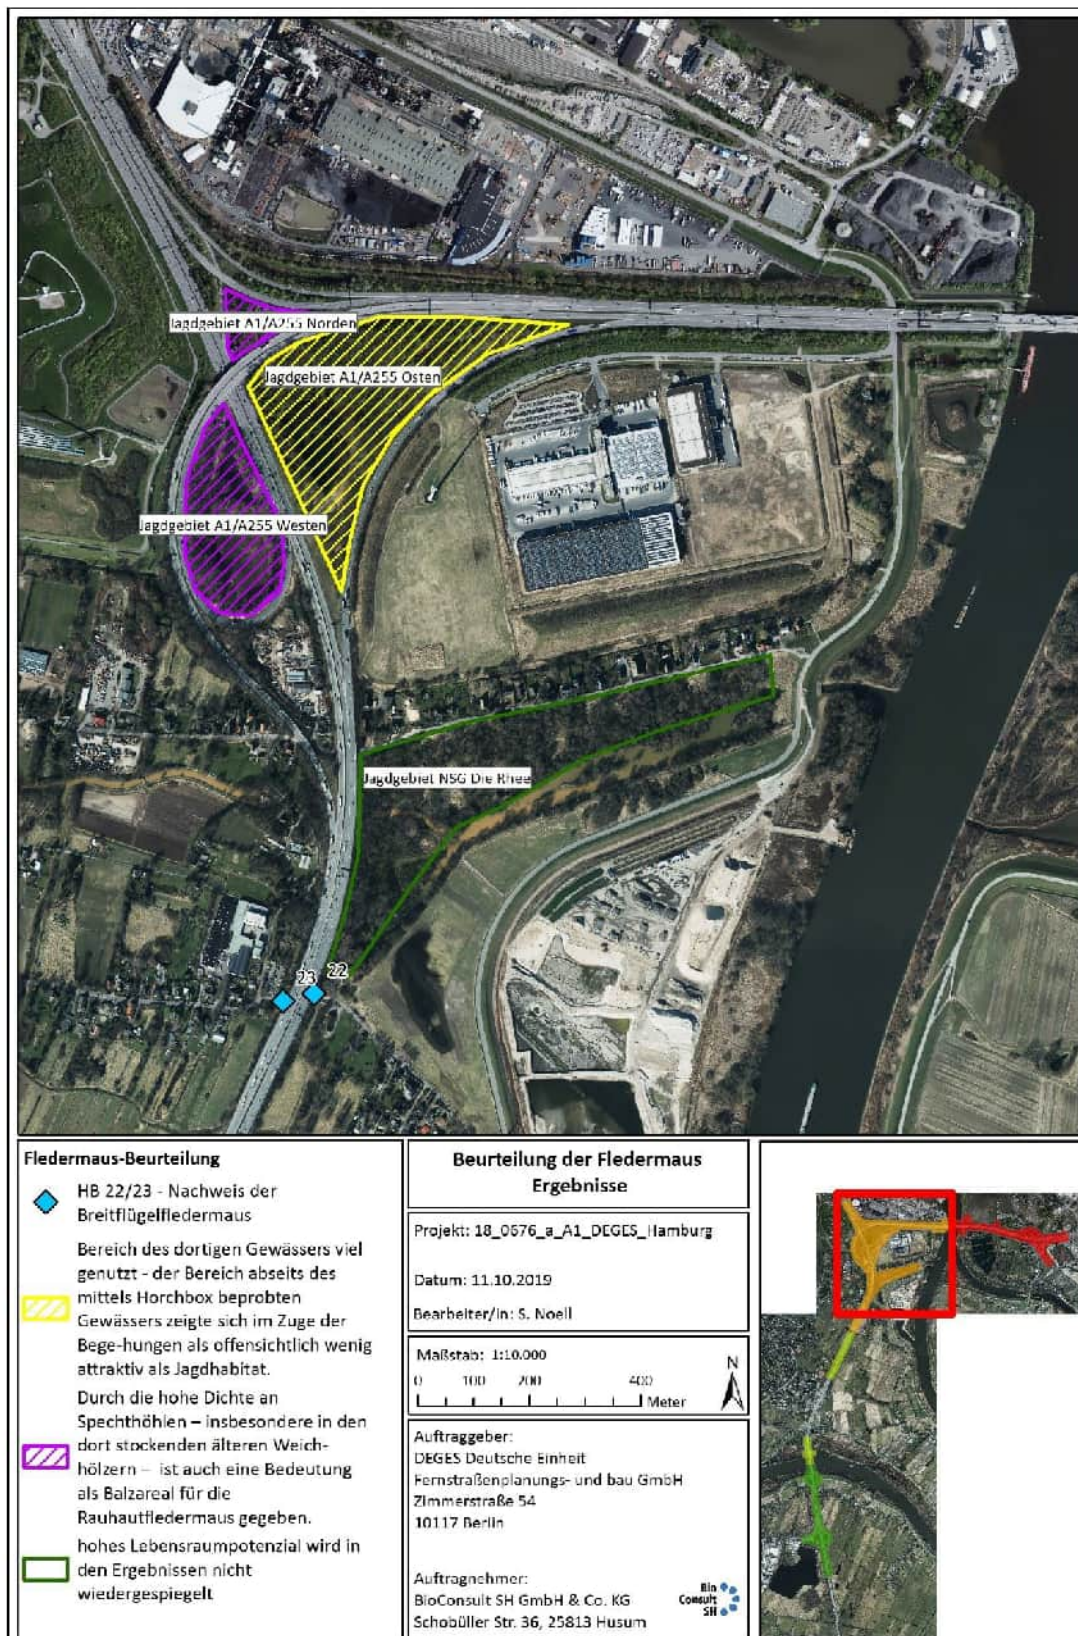 Jagdgebiet A1/A255 Norden
Jagdgebiet A1/A255 Osten
Jagdgebiet A1/A255 Westen
Jagdgebiet NSG Die Rhee
23
22
Fledermaus-Beurteilung
HB 22/23 - Nachweis der
Breitflügelfledermaus
Bereich des dortigen Gewässers viel
genutzt - der Bereich abseits des
mittels Horchbox beprobten
Gewässers zeigte sich im Zuge der
Bege-hungen als offensichtlich wenig
attraktiv als Jagdhabitat.
Durch die hohe Dichte an
Spechthöhlen – insbesondere in den
dort stockenden älteren Weich-
hölzern – ist auch eine Bedeutung
als Balzareal für die
Rauhautfledermaus gegeben.
hohes Lebensraumpotenzial wird in
den Ergebnissen nicht
wiedergespiegelt
Beurteilung der Fledermaus
Ergebnisse
Projekt: 18_0676_a_A1_DEGES_Hamburg
Datum: 11.10.2019
Bearbeiter/in: S. Noell
Maßstab: 1:10.000
0 100 200 400
Meter
N
Auftraggeber:
DEGES Deutsche Einheit
Fernstraßenplanungs- und bau GmbH
Zimmerstraße 54
10117 Berlin
Auftragnehmer:
BioConsult SH GmbH & Co. KG
Schobüller Str. 36, 25813 Husum
Bio
Consult
SH